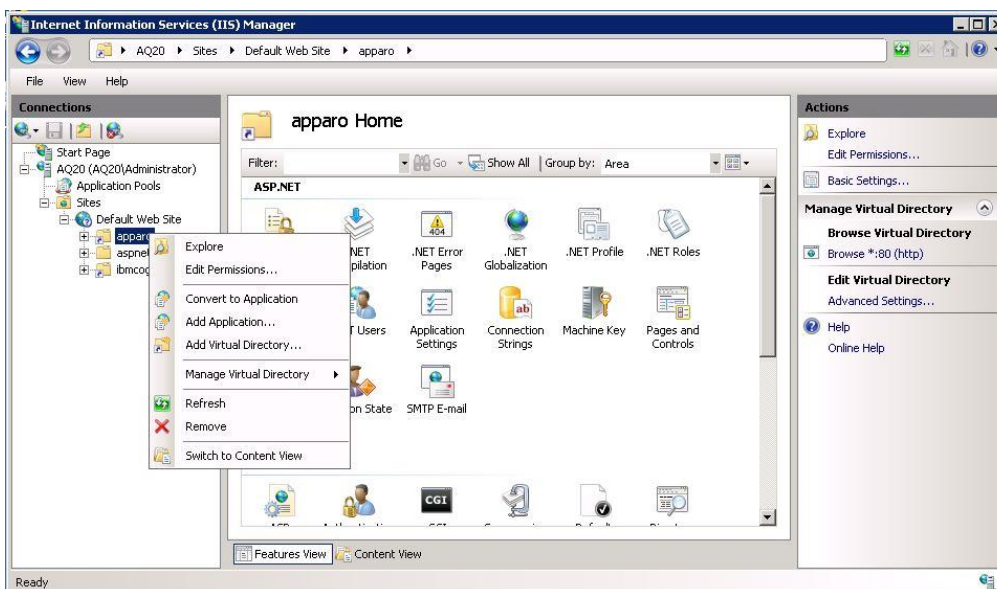 Internet Information Services (IIS) Manager
AQ20 Sites Default Web Site apparo
File View Help
Connections
Start Page
AQ20 (AQ20\Administrator)
Application Pools
Sites
Default Web Site
apparo
aspnet
ibmcog
Explore
Edit Permissions...
Convert to Application
Add Application...
Add Virtual Directory...
Manage Virtual Directory
Refresh
Remove
Switch to Content View
apparo Home
Filter: Go Show All Group by: Area
ASP.NET
404
.NET Error Pages
.NET Globalization
.NET Profile
.NET Roles
Users
ab
Application Settings
Connection Strings
Machine Key
Pages and Controls
State
SMTP E-mail
CGI
Features View Content View
Actions
Explore
Edit Permissions...
Basic Settings...
Manage Virtual Directory
Browse Virtual Directory
Browse *:80 (http)
Edit Virtual Directory
Advanced Settings...
Help
Online Help
Ready